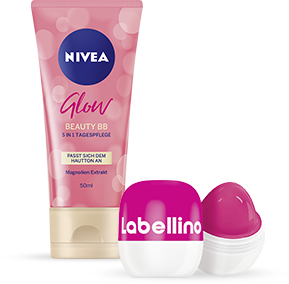 NIVEA
Glow
BEAUTY BB
5 IN 1 TAGESPFLEGE
PASST SICH DEM
HAUTTON AN
Magnolien Extrakt
50ml
Labellino